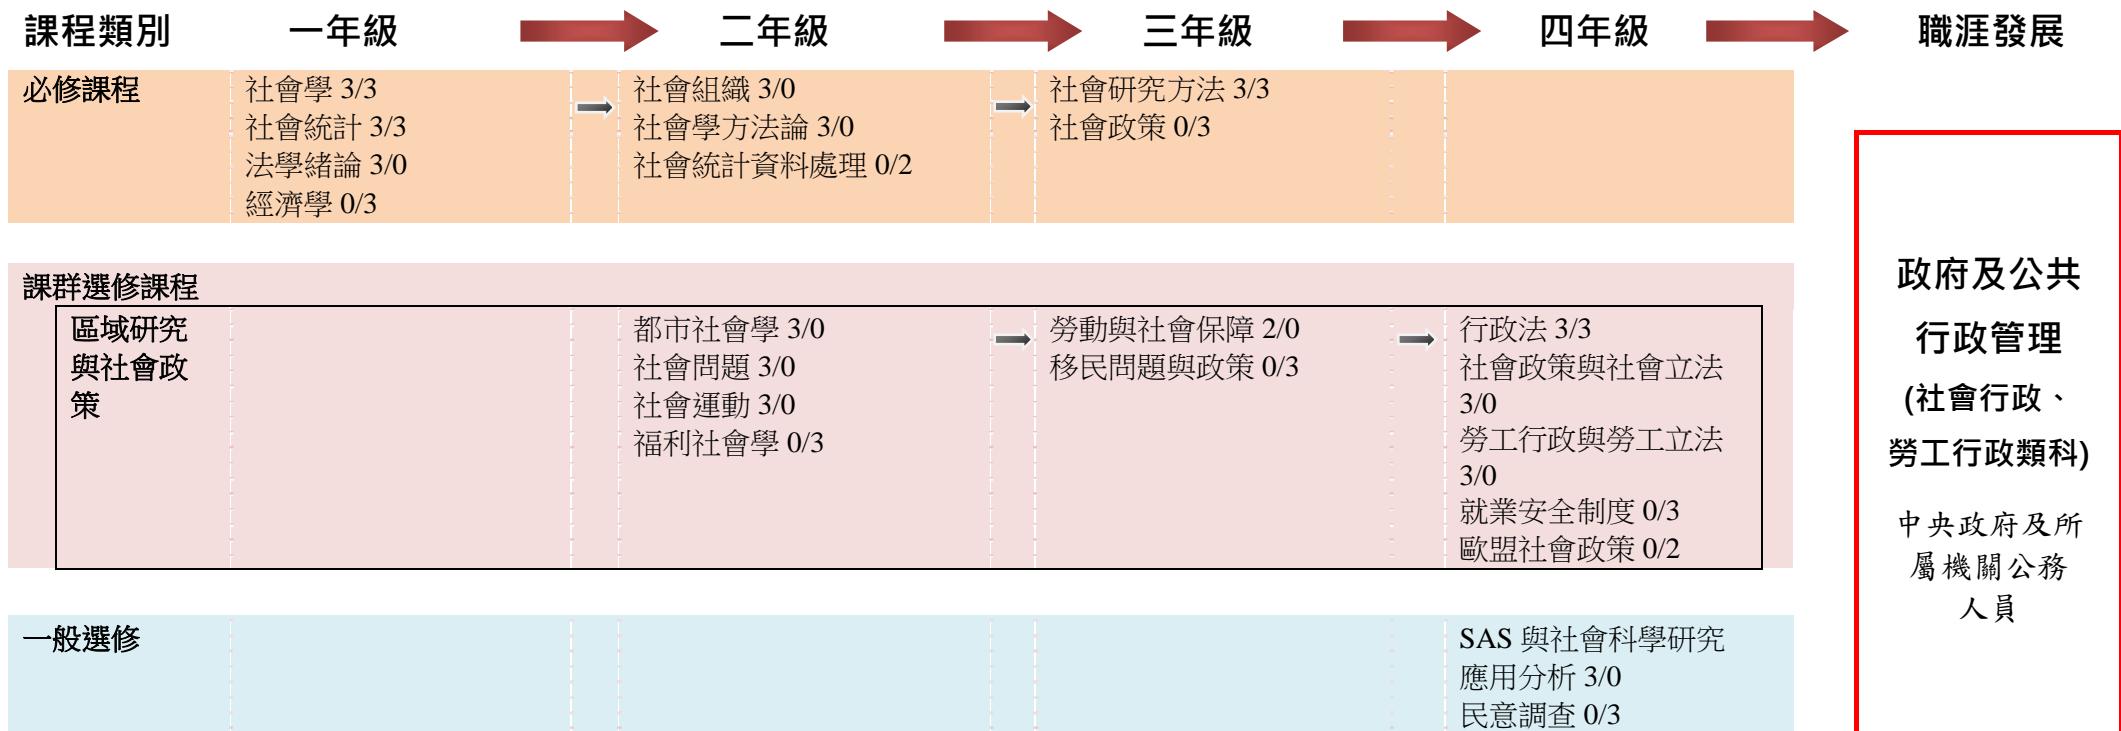 課程類別 一年級 二年級 三年級 四年級 職涯發展
必修課程
社會學 3/3
社會統計 3/3
法學緒論 3/0
經濟學 0/3
社會組織 3/0
社會學方法論 3/0
社會統計資料處理 0/2
社會研究方法 3/3
社會政策 0/3
課群選修課程
區域研究
與社會政
策
都市社會學 3/0
社會問題 3/0
社會運動 3/0
福利社會學 0/3
勞動與社會保障 2/0
移民問題與政策 0/3
行政法 3/3
社會政策與社會立法
3/0
勞工行政與勞工立法
3/0
就業安全制度 0/3
歐盟社會政策 0/2
一般選修
SAS 與社會科學研究
應用分析 3/0
民意調查 0/3
政府及公共
行政管理
(社會行政、
勞工行政類科)
中央政府及所
屬機關公務
人員